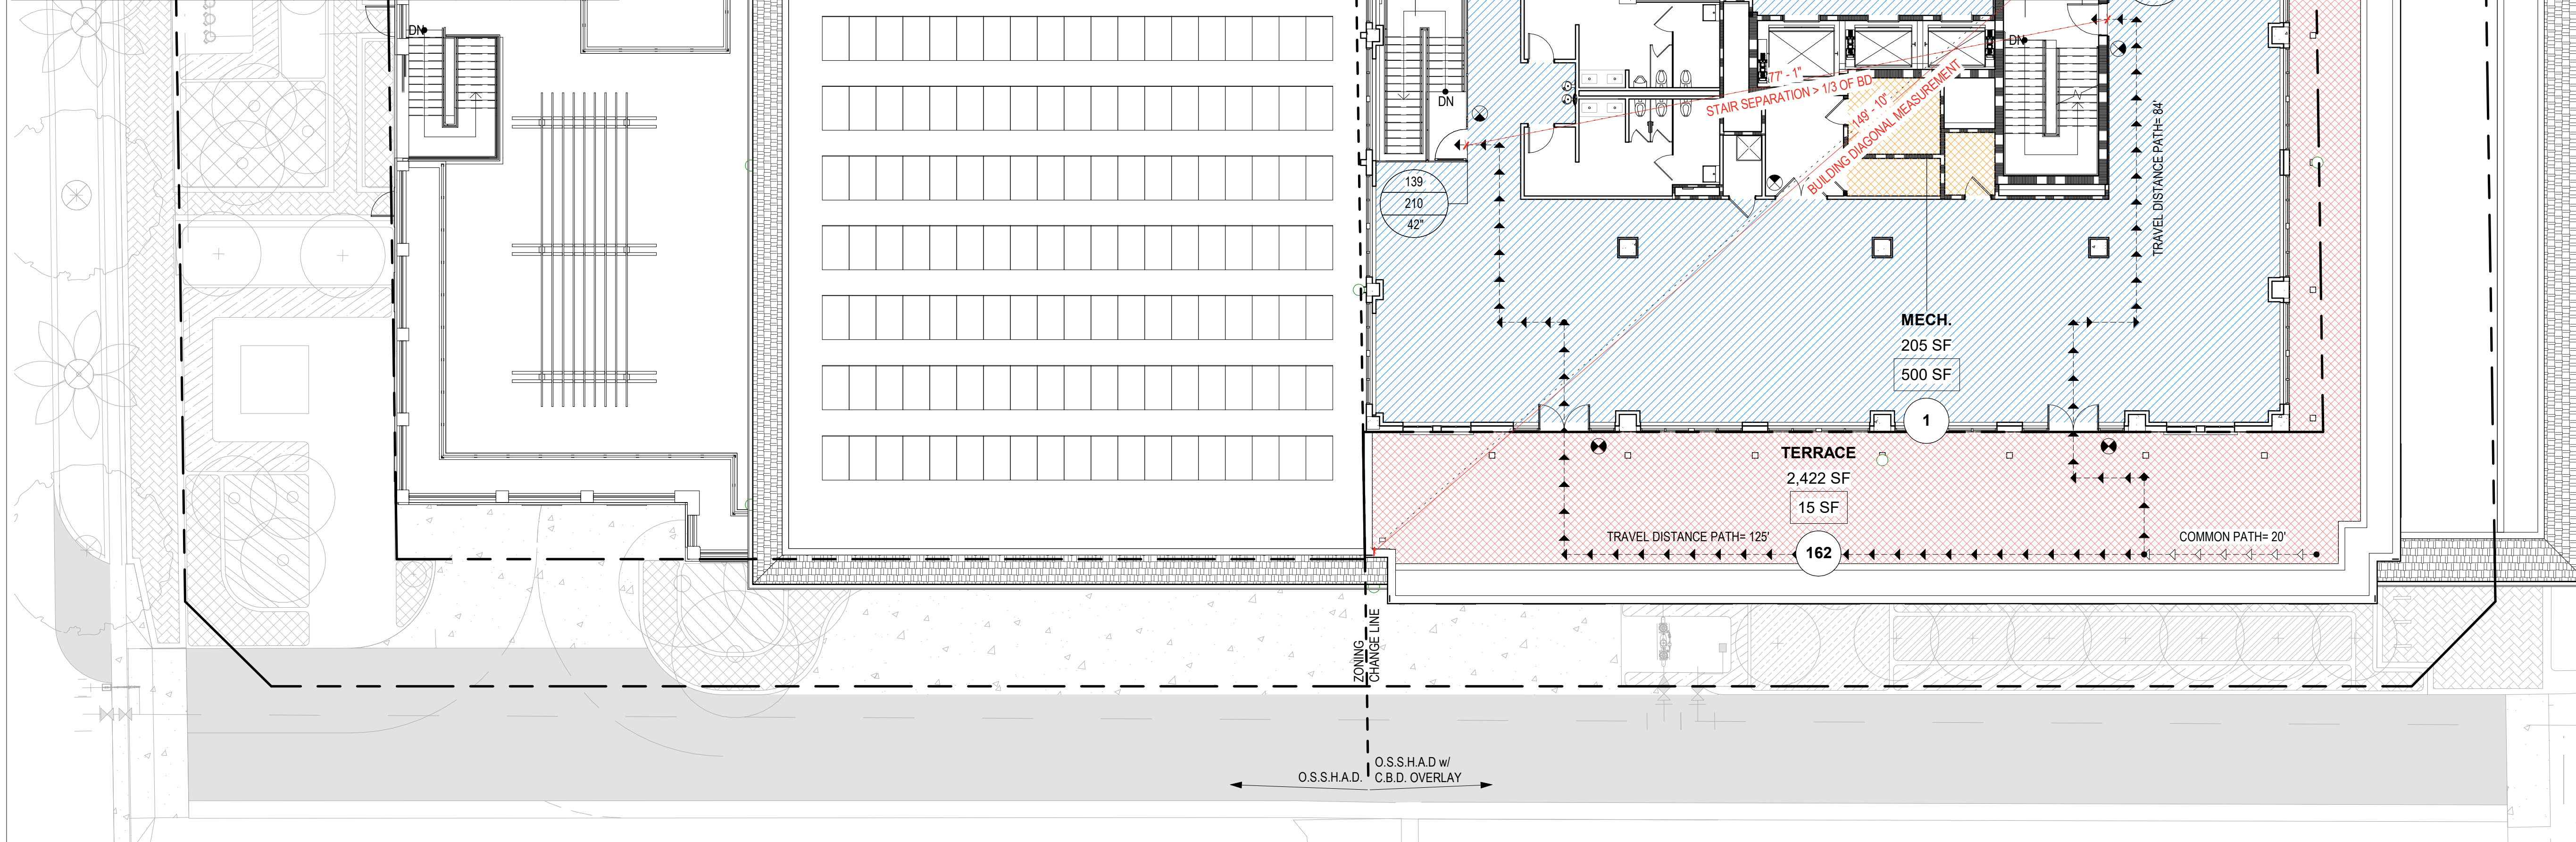 DN
DN
DN
77' - 1"
STAIR SEPARATION > 1/3 OF BD
149' - 10"
BUILDING DIAGONAL MEASUREMENT
TRAVEL DISTANCE PATH= 84'
139
210
42"
MECH.
205 SF
500 SF
1
TERRACE
2,422 SF
15 SF
TRAVEL DISTANCE PATH= 125'
162
COMMON PATH= 20'
ZONING
CHANGE LINE
O.S.S.H.A.D.
O.S.S.H.A.D w/
C.B.D. OVERLAY